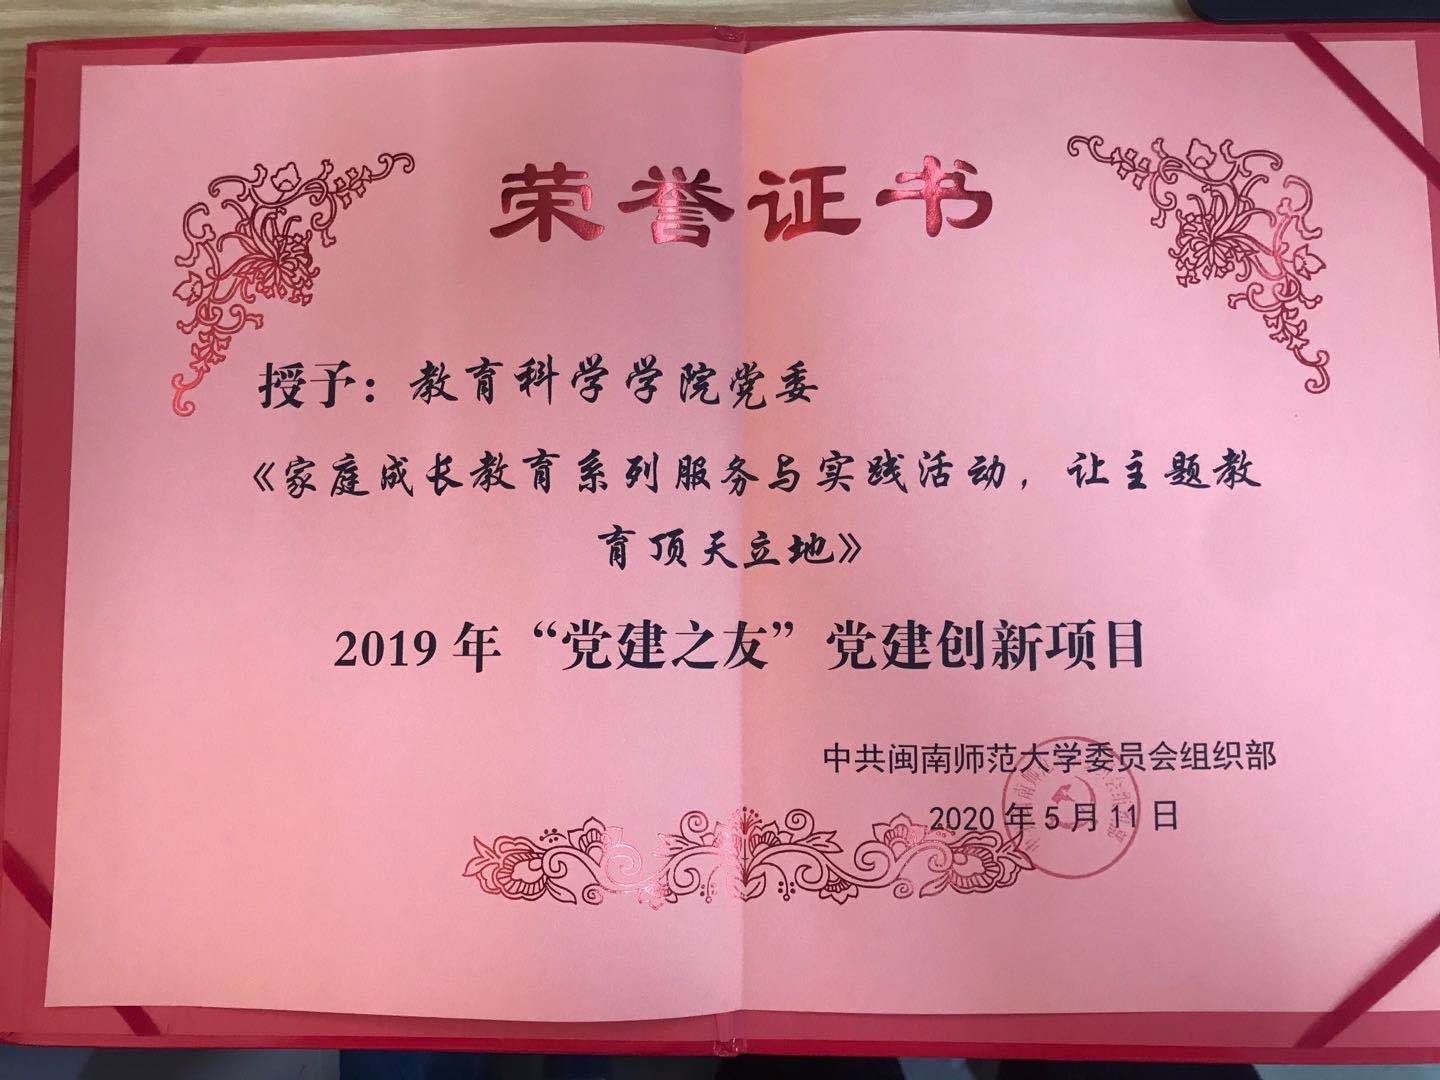 荣誉证书
授予：教育科学学院党委
《家庭成长教育系列服务与实践活动，让主题教
育顶天立地》
2019年“党建之友”党建创新项目
中共闽南师范大学委员会组织部
2020年5月11日